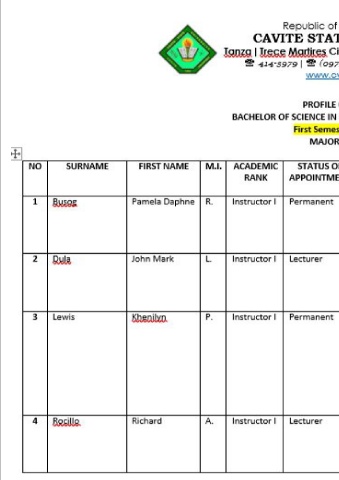 Republic of
CAVITE STAT
Tanza | Trece Martires Ci
☎ 414-3979 | ☎ (097
www.cv
PROFILE
BACHELOR OF SCIENCE IN
First Semes
MAJOR
NO SURNAME FIRST NAME M.I. ACADEMIC RANK STATUS OF APPOINTME
1 Busog Pamela Daphne R. Instructor I Permanent
2 Dula John Mark L. Instructor I Lecturer
3 Lewis Khenilyn P. Instructor I Permanent
4 Rocillo Richard A. Instructor I Lecturer